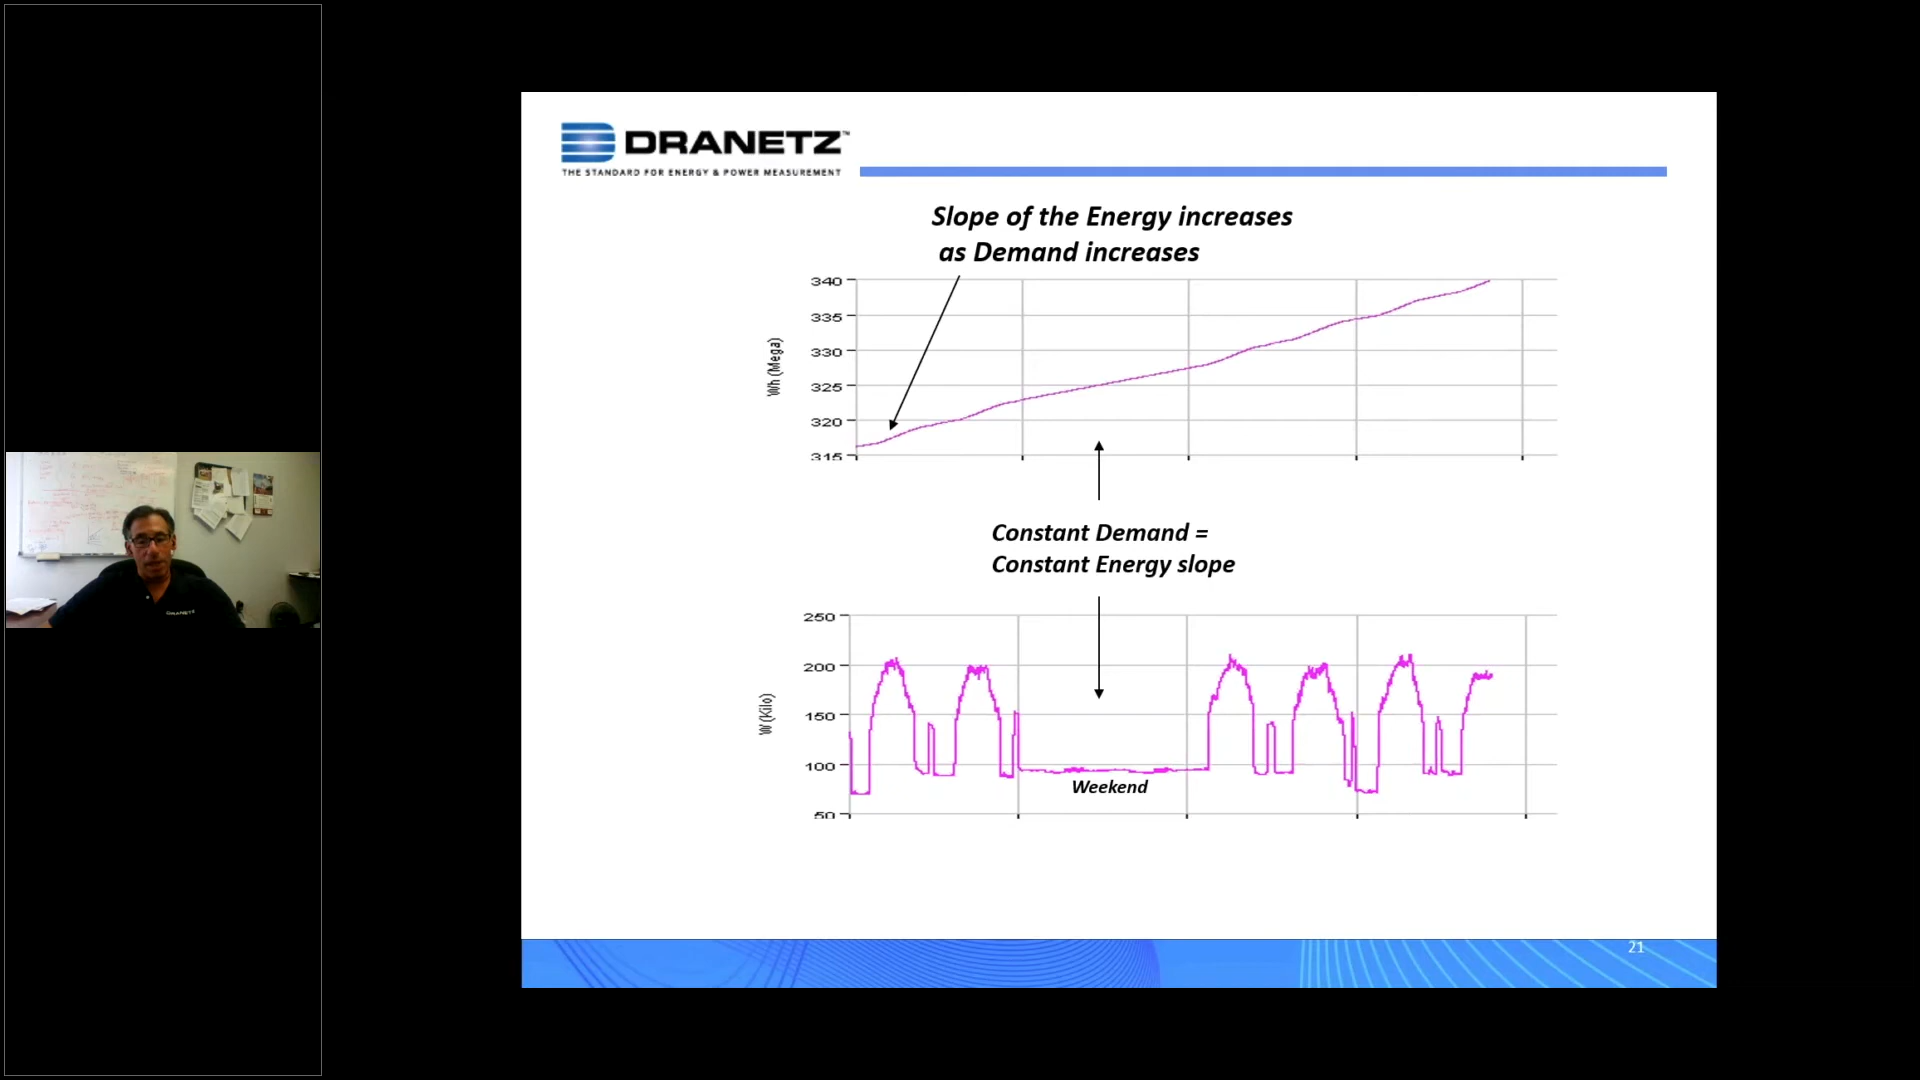 DRANETZ™
THE STANDARD FOR ENERGY & POWER MEASUREMENT
Slope of the Energy increases
as Demand increases
340
335
330
325
320
315
Wh (Mega)
Constant Demand =
Constant Energy slope
250
200
150
100
50
W (Kilo)
Weekend
21
DRANETZ